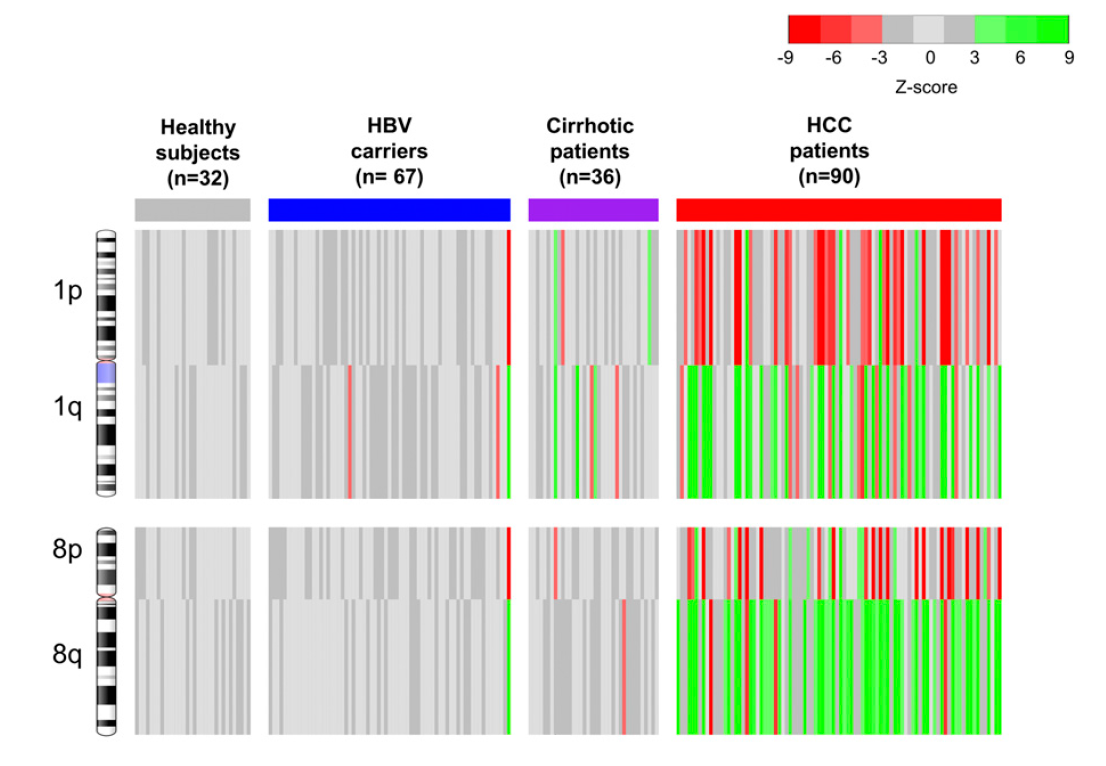 -9 -6 -3 0 3 6 9
Z-score
Healthy
subjects
(n=32)
HBV
carriers
(n= 67)
Cirrhotic
patients
(n=36)
HCC
patients
(n=90)
1p
1q
8p
8q